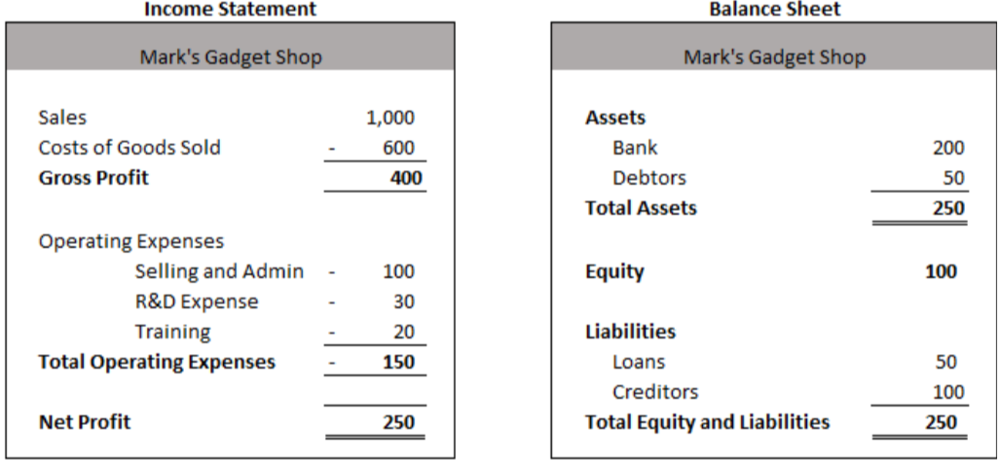 Income Statement
Mark's Gadget Shop
Sales 1,000
Costs of Goods Sold - 600
Gross Profit 400
Operating Expenses
Selling and Admin - 100
R&D Expense - 30
Training - 20
Total Operating Expenses - 150
Net Profit 250
Balance Sheet
Mark's Gadget Shop
Assets
Bank 200
Debtors 50
Total Assets 250
Equity 100
Liabilities
Loans 50
Creditors 100
Total Equity and Liabilities 250